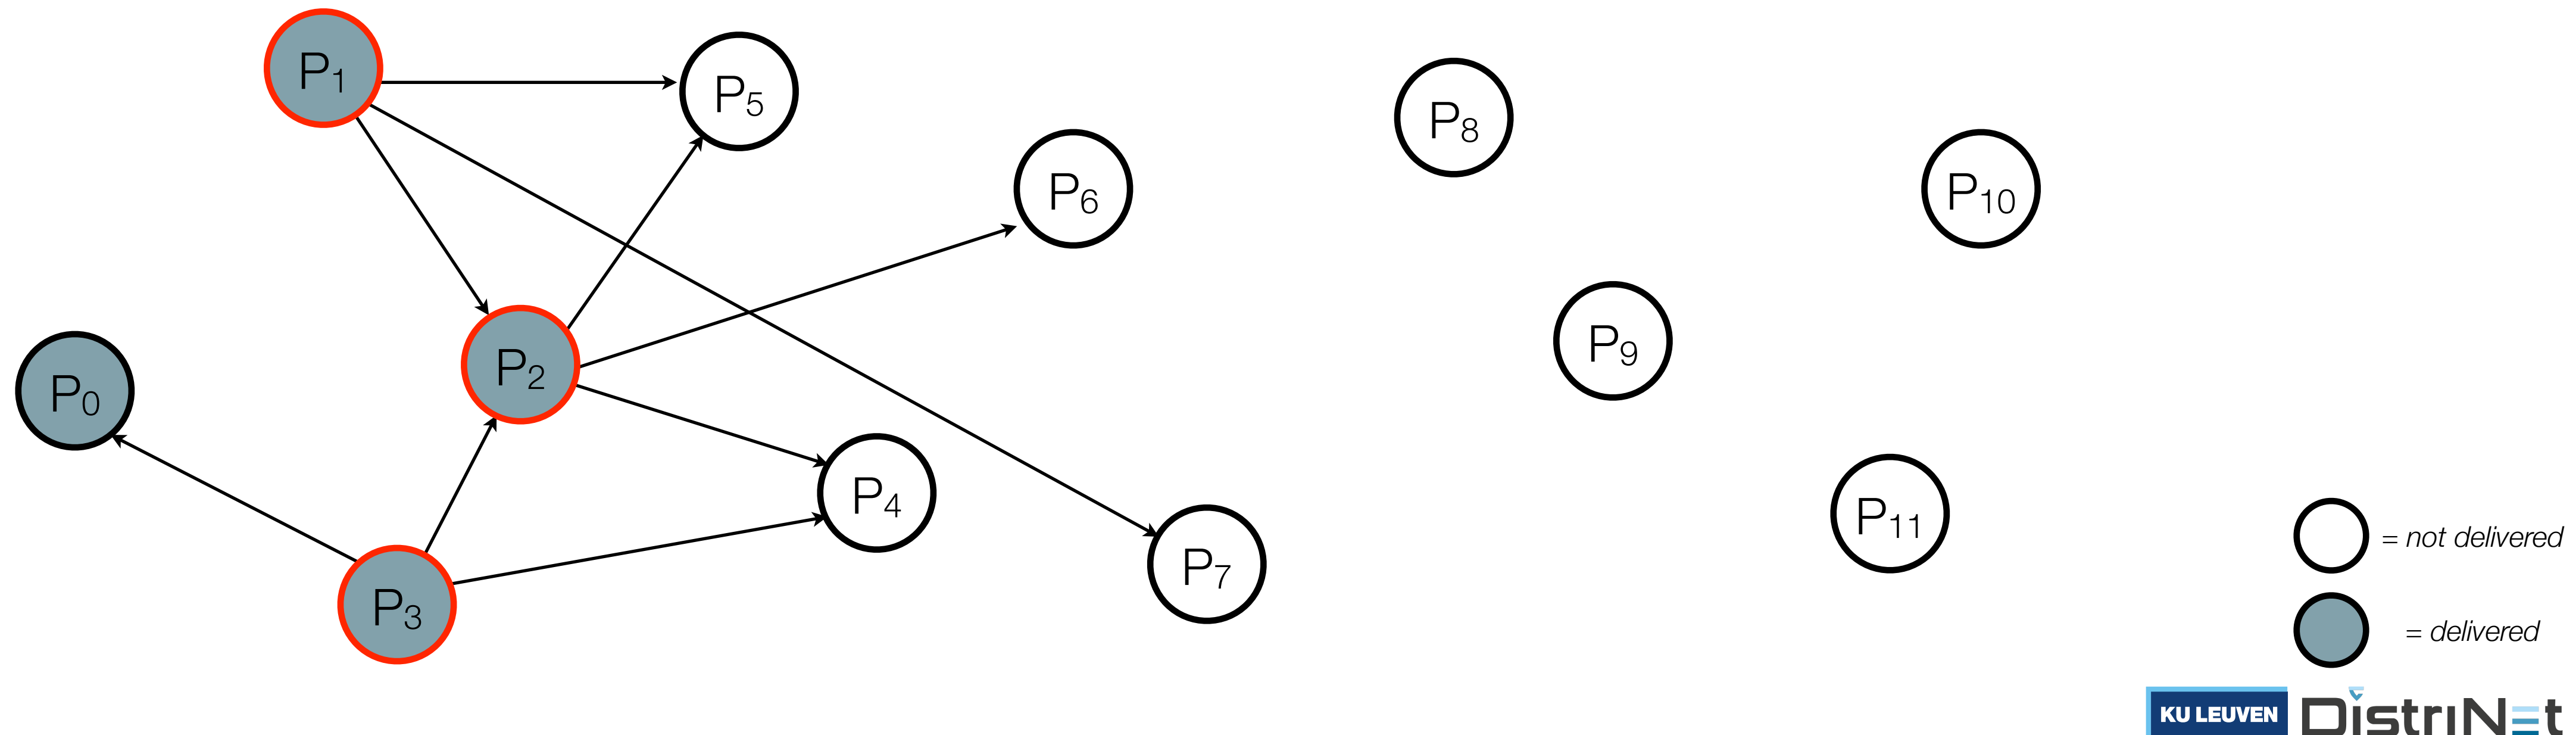 P1
P5
P8
P6
P10
P2
P9
P0
P4
P11
P7
P3
= not delivered
= delivered
KU LEUVEN DistriNet